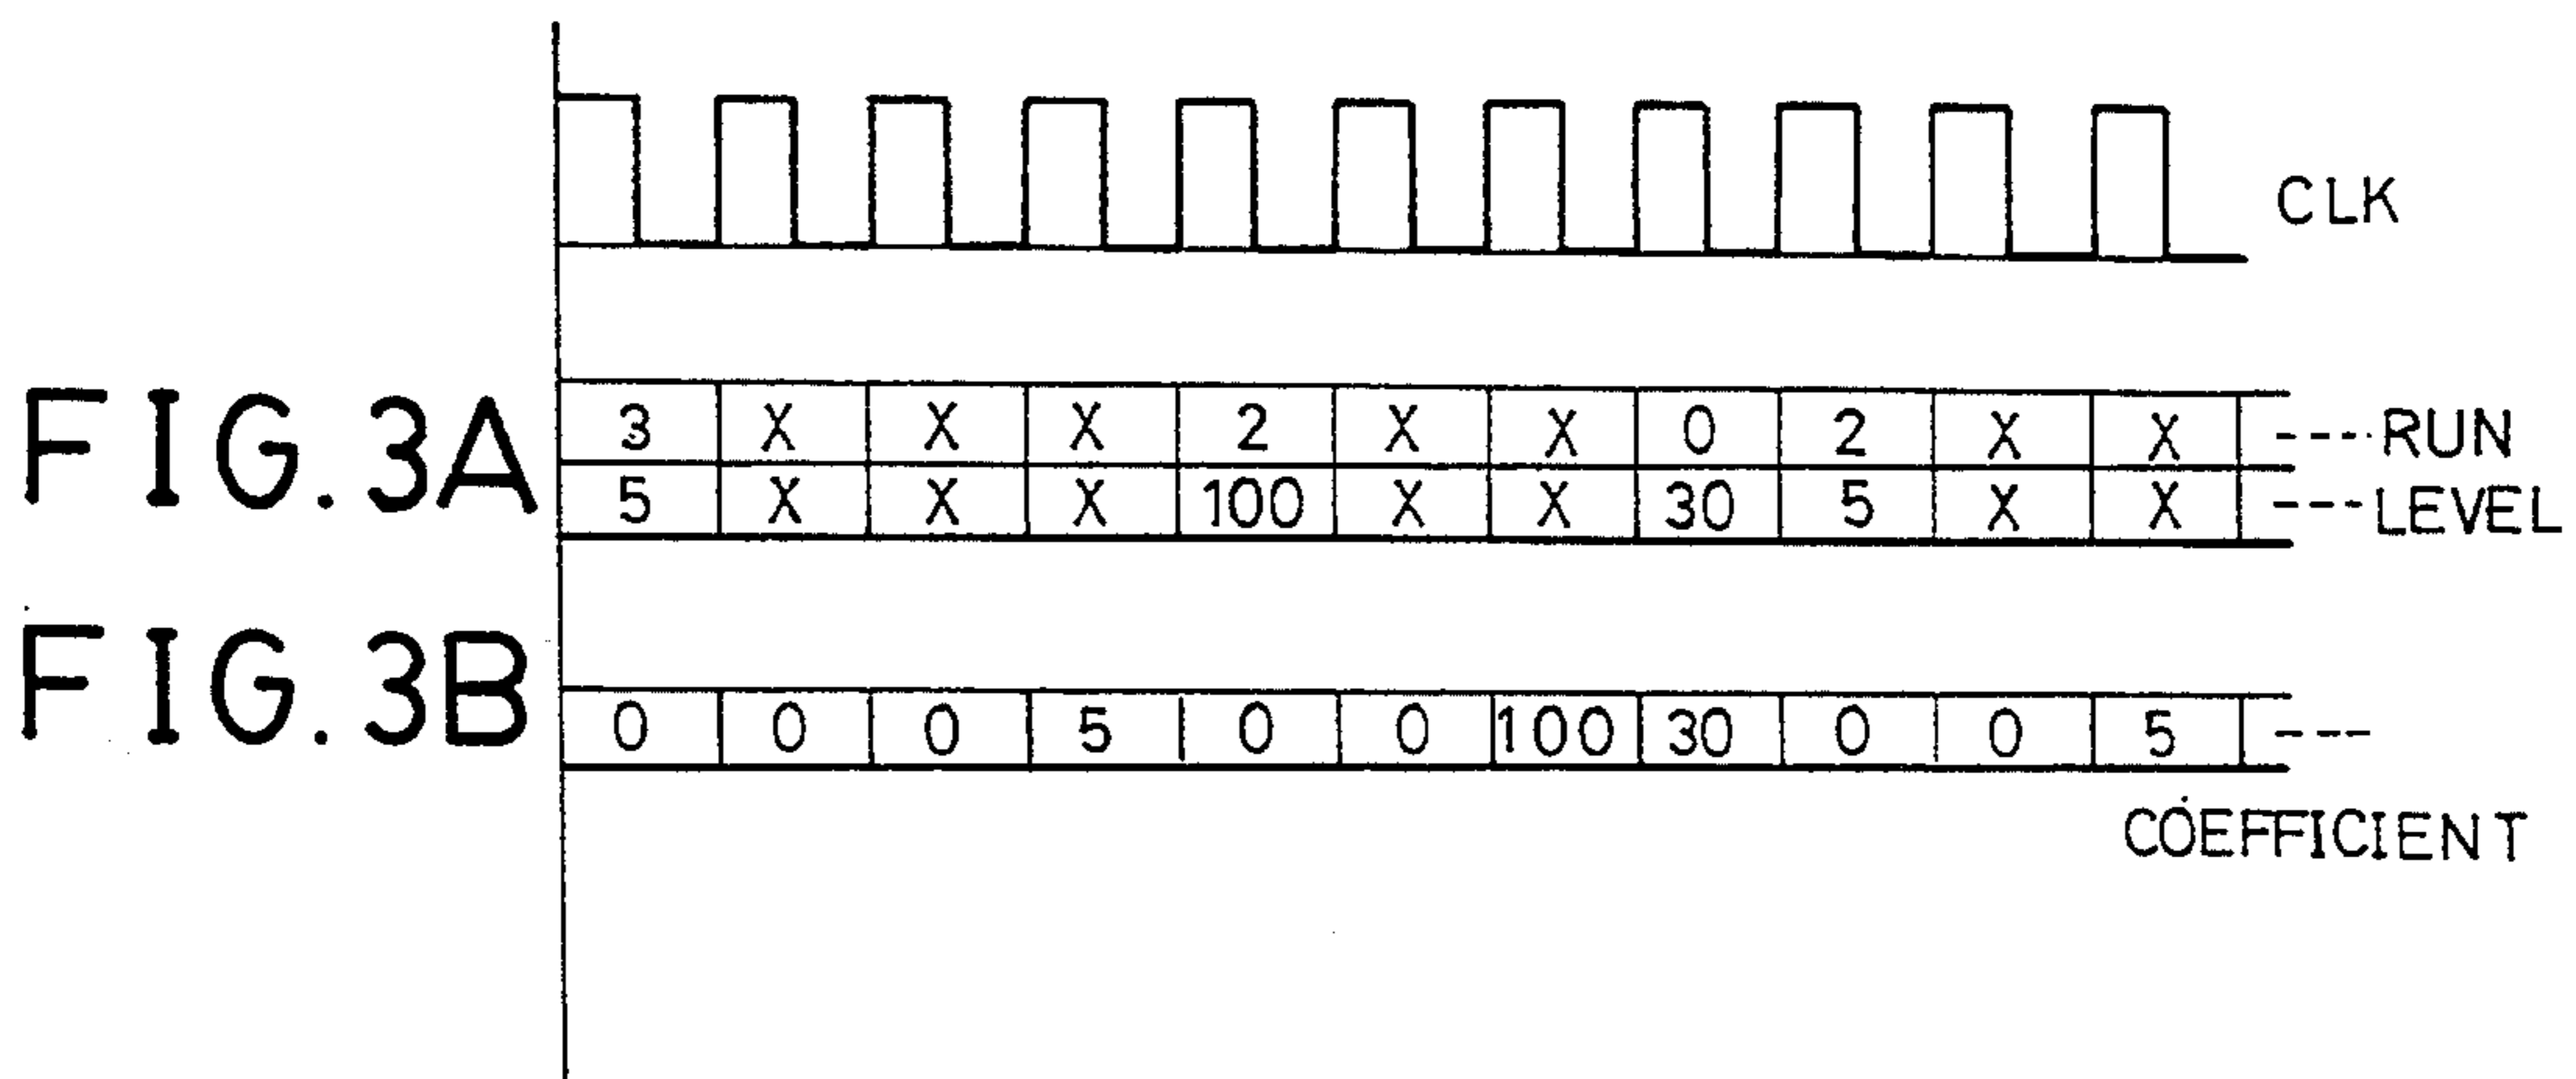 CLK
FIG. 3A
3 X X X 2 X X 0 2 X X --- RUN
5 X X X 100 X X 30 5 X X --- LEVEL
FIG. 3B
0 0 0 5 0 0 100 30 0 0 5 ---
COEFFICIENT